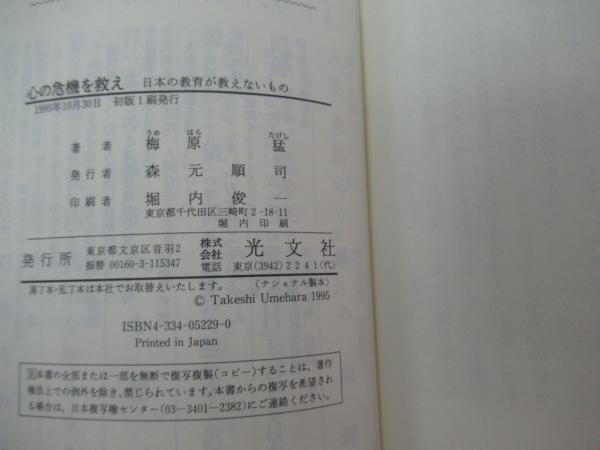 心の危機を救え 日本の教育が教えないもの
1995年10月30日 初版1刷発行
うめ はら たけし
著者 梅原 猛
発行者 森元順司
印刷者 堀内俊一
東京都千代田区三崎町2-18-11
堀内印刷
発行所 東京都文京区音羽2 振替 00160-3-115347 株式会社 光文社 電話 東京(3942)2241(代)
落丁本・乱丁本は本社でお取替えいたします。 (ナショナル製本)
© Takeshi Umehara 1995
ISBN4-334-05229-0
Printed in Japan
本書の全部または一部を無断で複写複製(コピー)することは、著作
権法上での例外を除き、禁じられています。本書からの複写を希望され
る場合は、日本複写権センター(03-3401-2382)にご連絡ください。